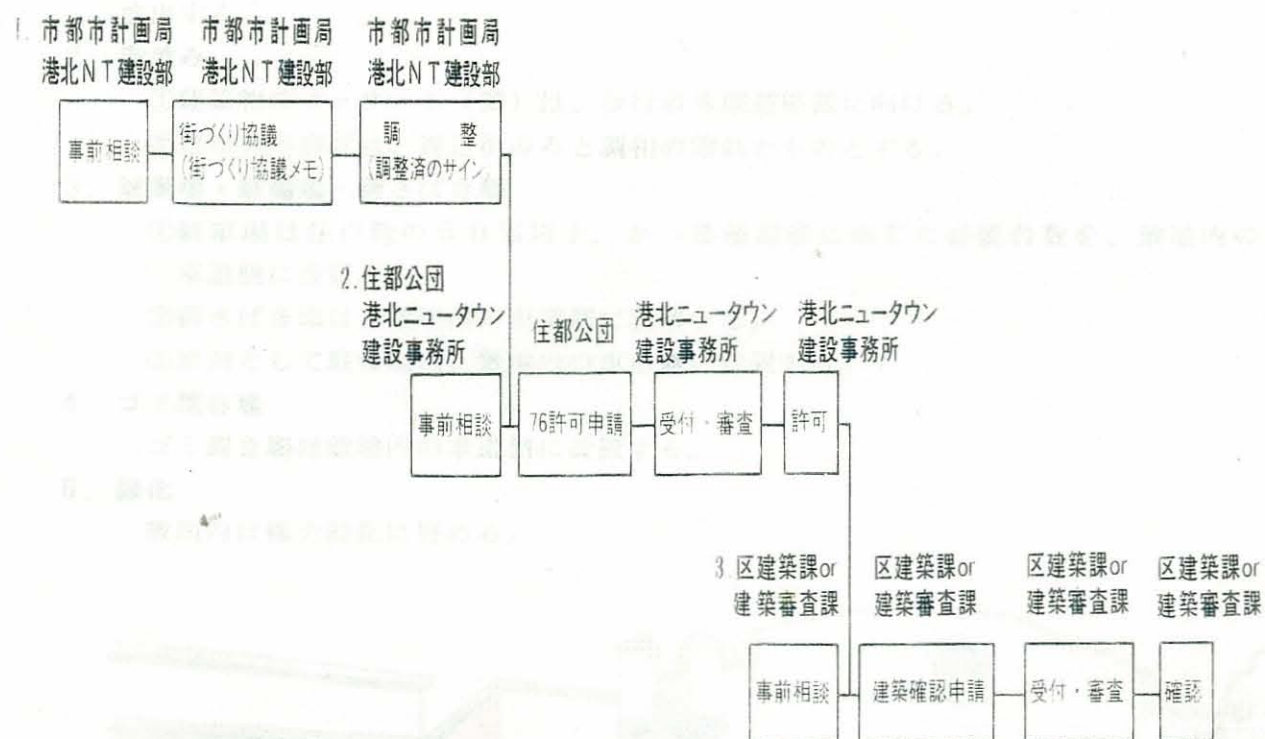 1. 市都市計画局 市都市計画局 市都市計画局
港北NT建設部 港北NT建設部 港北NT建設部
事前相談
街づくり協議
(街づくり協議メモ)
調 整
(調整済のサイン)
2.住都公団
港北ニュータウン
建設事務所
住都公団
港北ニュータウン
建設事務所
港北ニュータウン
建設事務所
事前相談 76許可申請 受付・審査 許可
3.区建築課or 区建築課or 区建築課or 区建築課or
建築審査課 建築審査課 建築審査課 建築審査課
事前相談 建築確認申請 受付・審査 確認